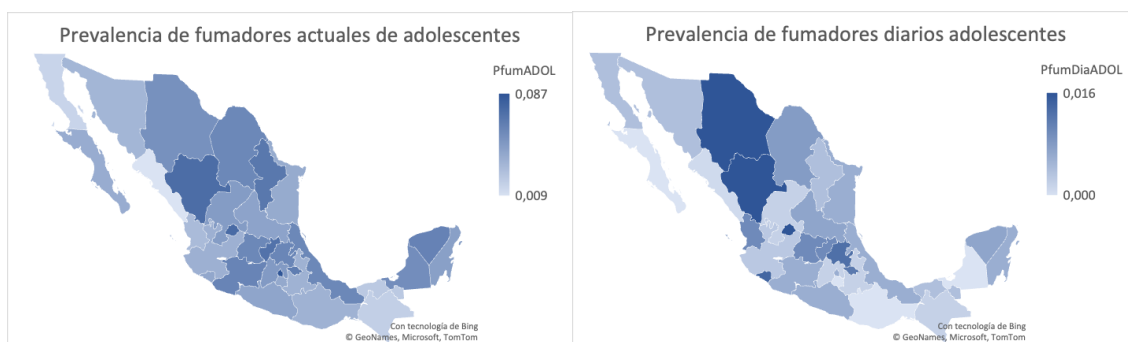 Prevalencia de fumadores actuales de adolescentes
PfumADOL
0,087
0,009
Con tecnología de Bing
© GeoNames, Microsoft, TomTom
Prevalencia de fumadores diarios adolescentes
PfumDiaADOL
0,016
0,000
Con tecnología de Bing
© GeoNames, Microsoft, TomTom